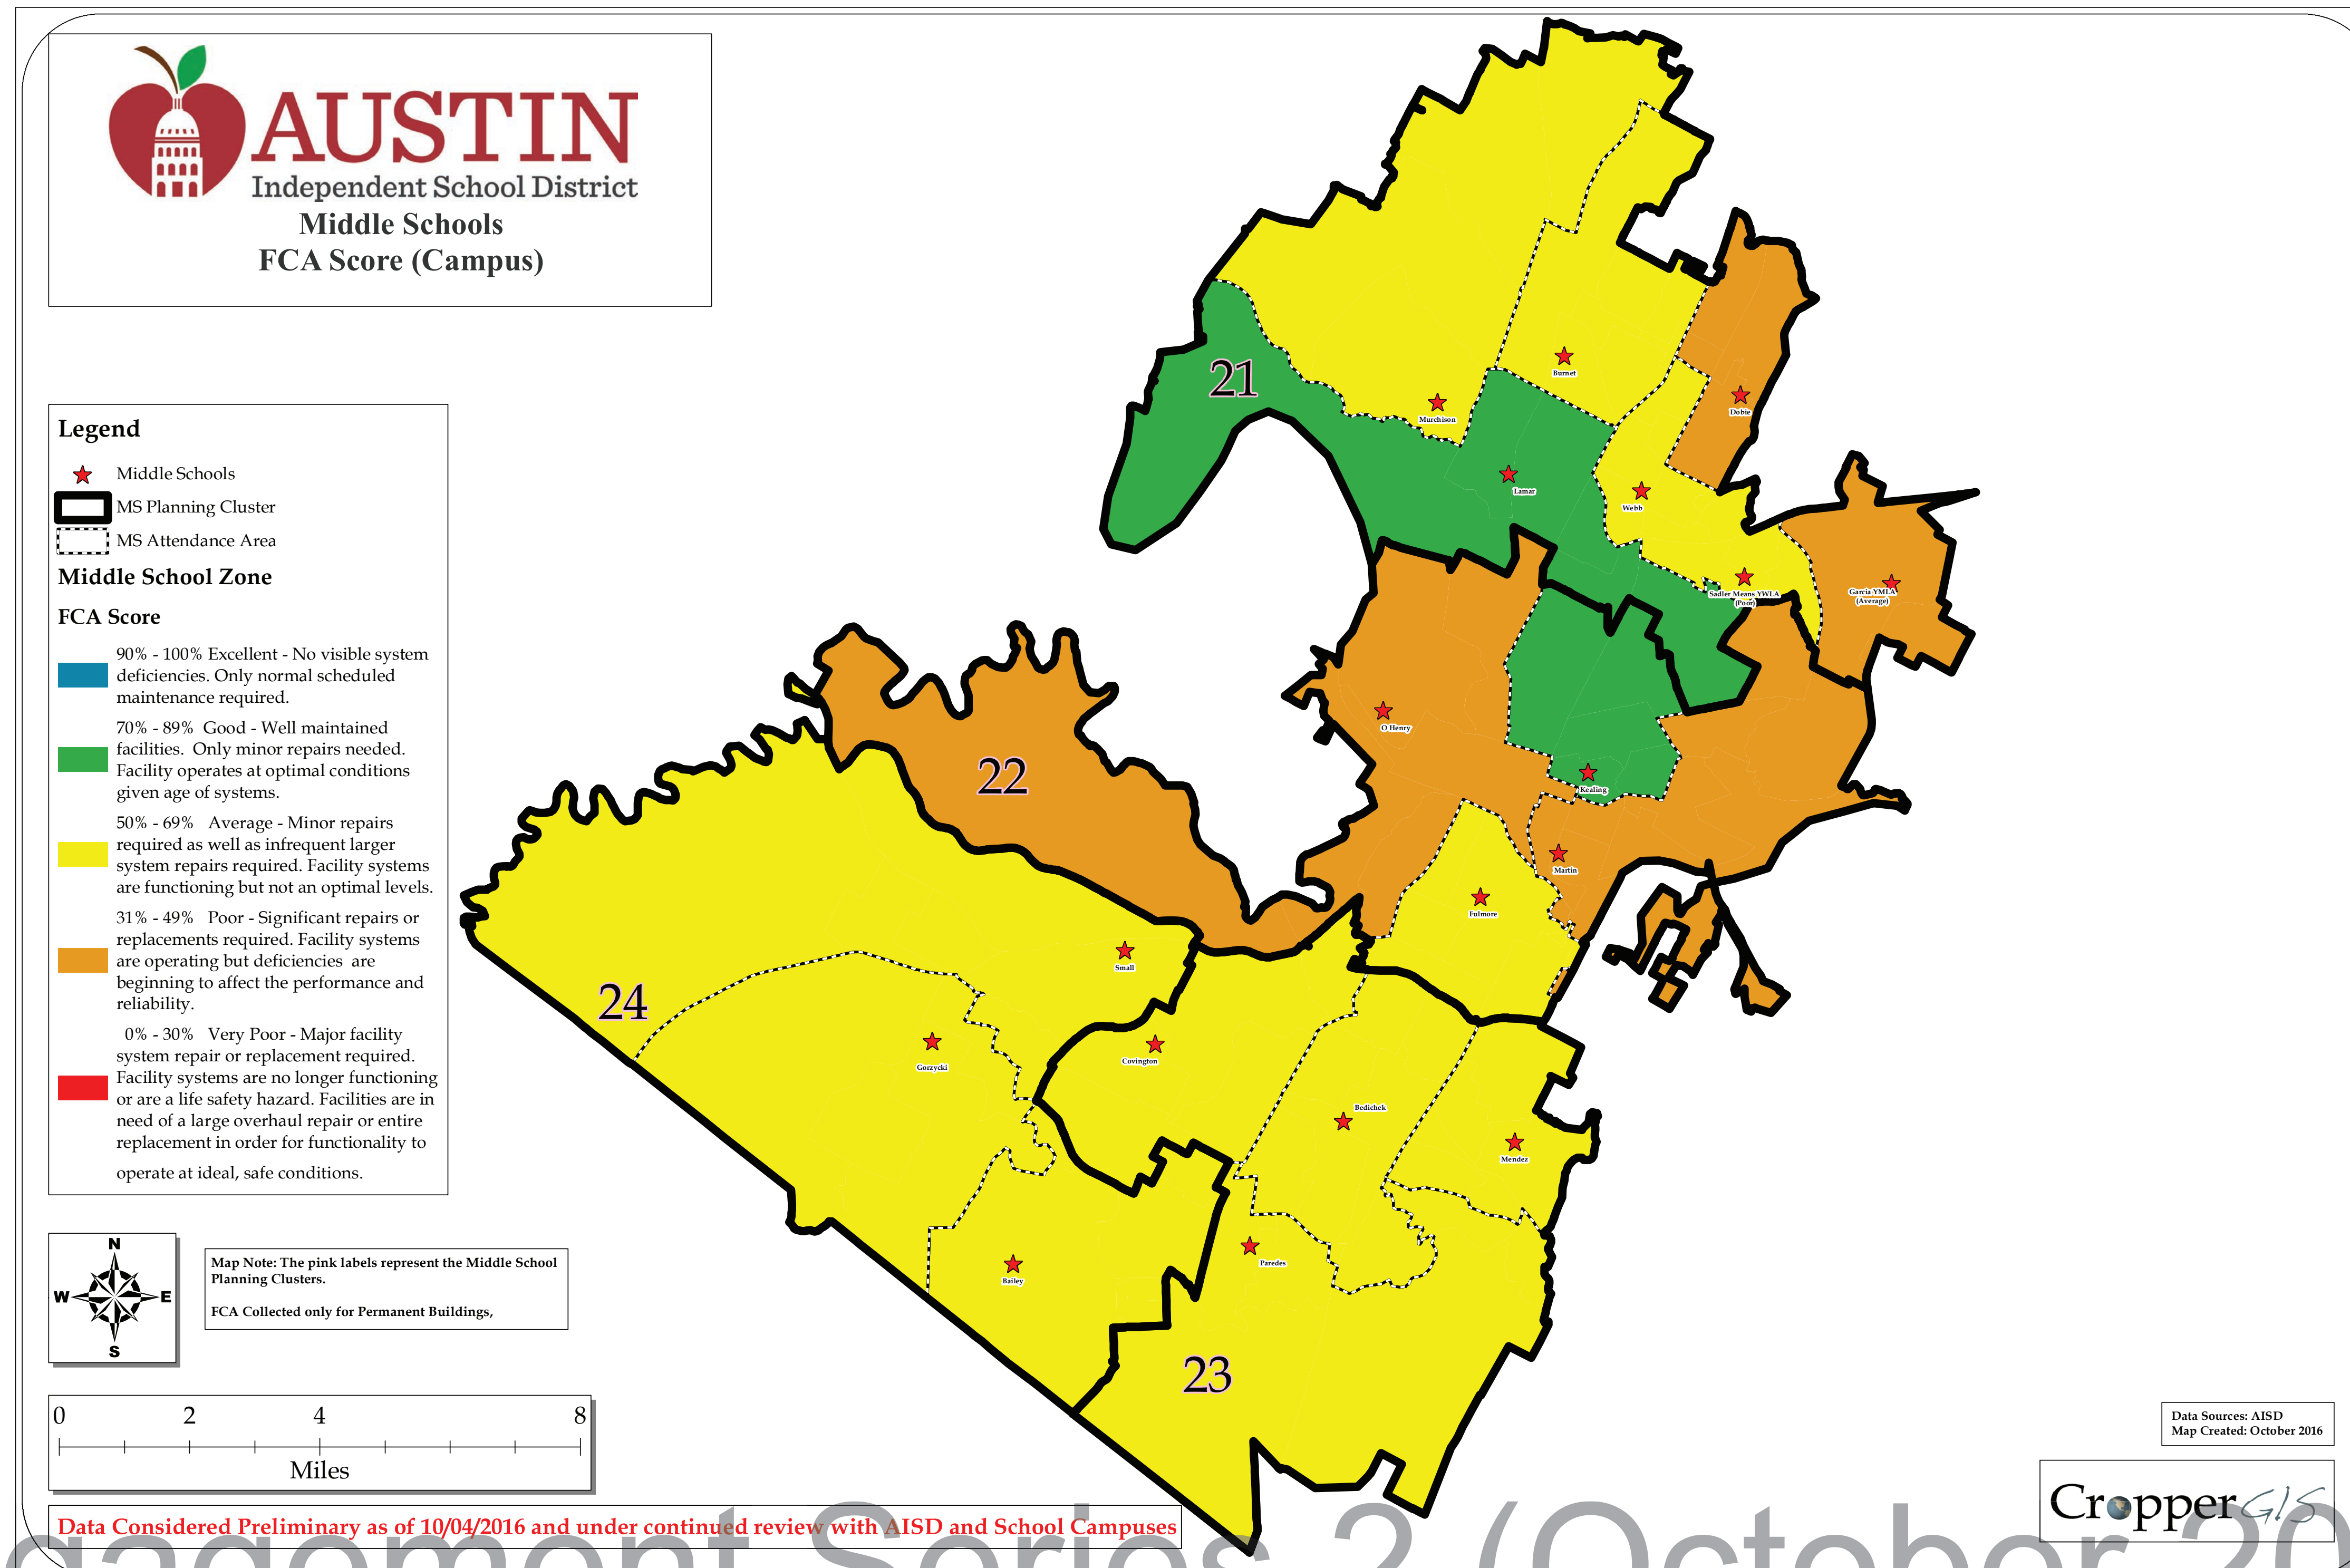 AUSTIN
Independent School District
Middle Schools
FCA Score (Campus)
Legend
Middle Schools
MS Planning Cluster
MS Attendance Area
Middle School Zone
FCA Score
90% - 100% Excellent - No visible system
deficiencies. Only normal scheduled
maintenance required.
70% - 89% Good - Well maintained
facilities. Only minor repairs needed.
Facility operates at optimal conditions
given age of systems.
50% - 69% Average - Minor repairs
required as well as infrequent larger
system repairs required. Facility systems
are functioning but not an optimal levels.
31% - 49% Poor - Significant repairs or
replacements required. Facility systems
are operating but deficiencies are
beginning to affect the performance and
reliability.
0% - 30% Very Poor - Major facility
system repair or replacement required.
Facility systems are no longer functioning
or are a life safety hazard. Facilities are in
need of a large overhaul repair or entire
replacement in order for functionality to
operate at ideal, safe conditions.
21
Burnet
Murchison
Dobie
Lamar
Webb
Sadler Means YWLA
(Poor)
Garcia YMLA
(Average)
O Henry
22
Kealing
Martin
Fulmore
Small
24
Gorzycki
Covington
Bedichek
Mendez
Paredes
Bailey
23
N
W
E
S
Map Note: The pink labels represent the Middle School
Planning Clusters.
FCA Collected only for Permanent Buildings,
0 2 4 8
Miles
Data Considered Preliminary as of 10/04/2016 and under continued review with AISD and School Campuses
Data Sources: AISD
Map Created: October 2016
Cropper GIS
Series 2 (October 20